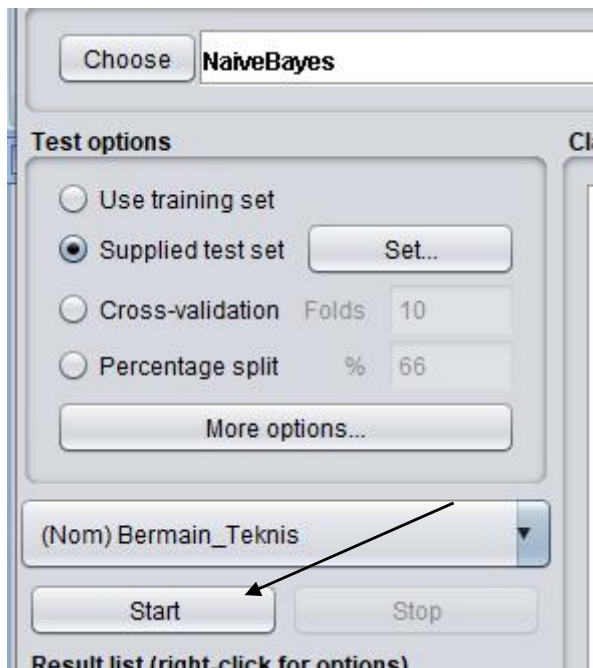 Choose NaiveBayes
Test options
Use training set
Supplied test set Set...
Cross-validation Folds 10
Percentage split % 66
More options...
(Nom) Bermain_Teknis
Start Stop
Result list (right-click for options)